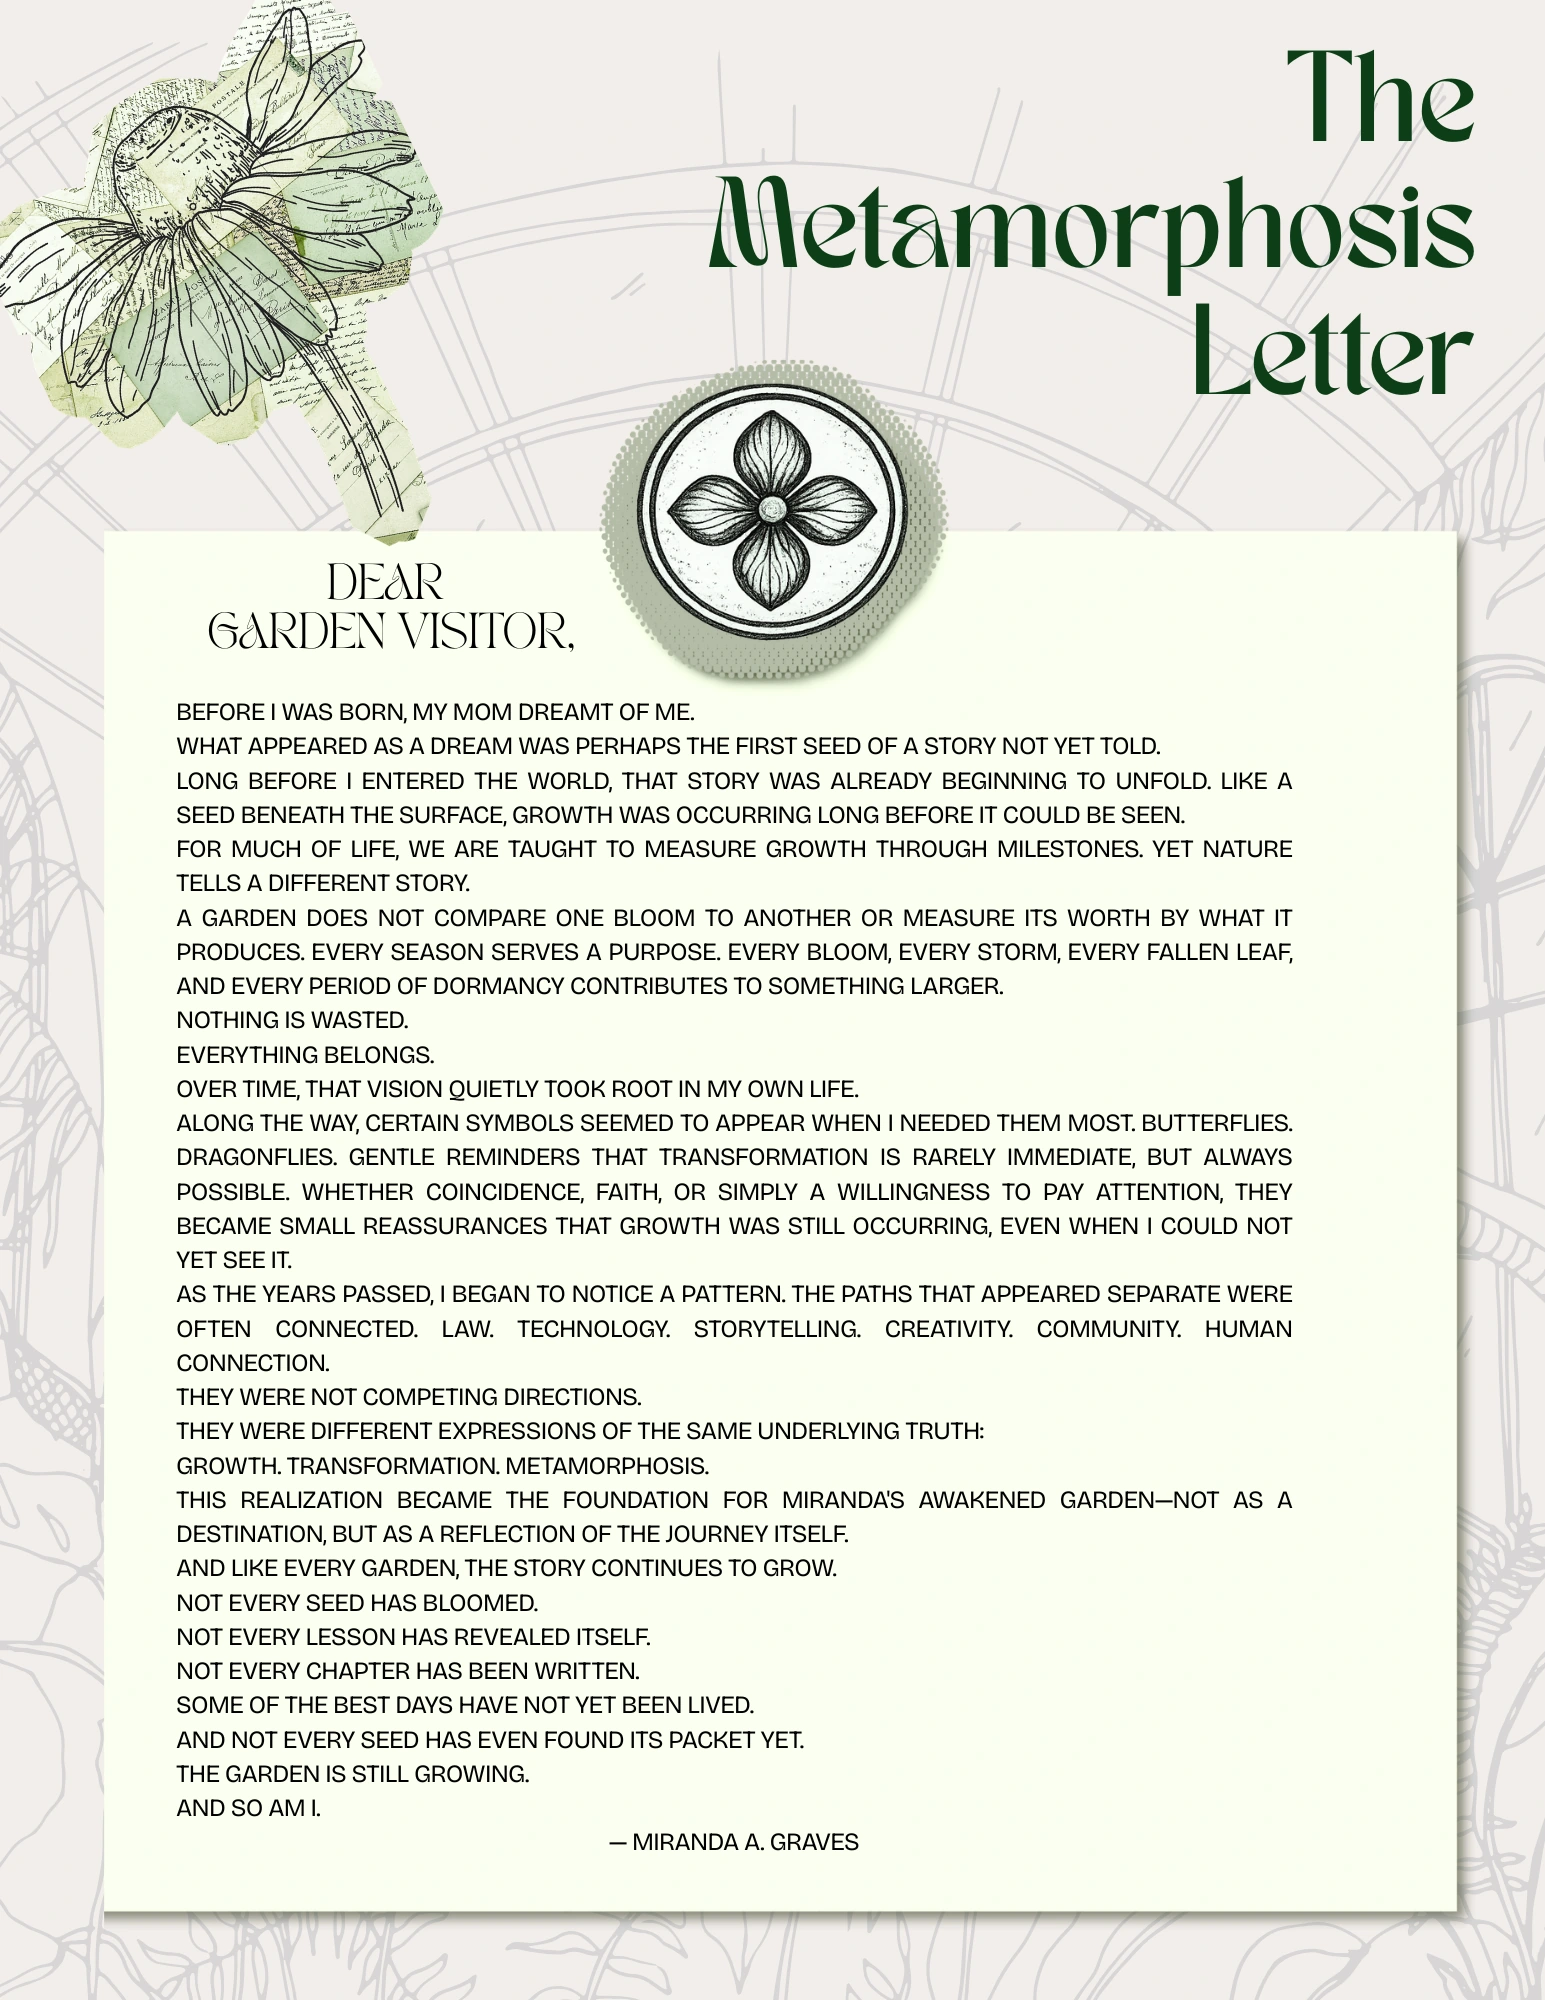 The
Metamorphosis
Letter
DEAR
GARDEN VISITOR,
BEFORE I WAS BORN, MY MOM DREAMT OF ME.
WHAT APPEARED AS A DREAM WAS PERHAPS THE FIRST SEED OF A STORY NOT YET TOLD.
LONG BEFORE I ENTERED THE WORLD, THAT STORY WAS ALREADY BEGINNING TO UNFOLD. LIKE A
SEED BENEATH THE SURFACE, GROWTH WAS OCCURRING LONG BEFORE IT COULD BE SEEN.
FOR MUCH OF LIFE, WE ARE TAUGHT TO MEASURE GROWTH THROUGH MILESTONES. YET NATURE
TELLS A DIFFERENT STORY.
A GARDEN DOES NOT COMPARE ONE BLOOM TO ANOTHER OR MEASURE ITS WORTH BY WHAT IT
PRODUCES. EVERY SEASON SERVES A PURPOSE. EVERY BLOOM, EVERY STORM, EVERY FALLEN LEAF,
AND EVERY PERIOD OF DORMANCY CONTRIBUTES TO SOMETHING LARGER.
NOTHING IS WASTED.
EVERYTHING BELONGS.
OVER TIME, THAT VISION QUIETLY TOOK ROOT IN MY OWN LIFE.
ALONG THE WAY, CERTAIN SYMBOLS SEEMED TO APPEAR WHEN I NEEDED THEM MOST. BUTTERFLIES.
DRAGONFLIES. GENTLE REMINDERS THAT TRANSFORMATION IS RARELY IMMEDIATE, BUT ALWAYS
POSSIBLE. WHETHER COINCIDENCE, FAITH, OR SIMPLY A WILLINGNESS TO PAY ATTENTION, THEY
BECAME SMALL REASSURANCES THAT GROWTH WAS STILL OCCURRING, EVEN WHEN I COULD NOT
YET SEE IT.
AS THE YEARS PASSED, I BEGAN TO NOTICE A PATTERN. THE PATHS THAT APPEARED SEPARATE WERE
OFTEN CONNECTED. LAW. TECHNOLOGY. STORYTELLING. CREATIVITY. COMMUNITY. HUMAN
CONNECTION.
THEY WERE NOT COMPETING DIRECTIONS.
THEY WERE DIFFERENT EXPRESSIONS OF THE SAME UNDERLYING TRUTH:
GROWTH. TRANSFORMATION. METAMORPHOSIS.
THIS REALIZATION BECAME THE FOUNDATION FOR MIRANDA'S AWAKENED GARDEN—NOT AS A
DESTINATION, BUT AS A REFLECTION OF THE JOURNEY ITSELF.
AND LIKE EVERY GARDEN, THE STORY CONTINUES TO GROW.
NOT EVERY SEED HAS BLOOMED.
NOT EVERY LESSON HAS REVEALED ITSELF.
NOT EVERY CHAPTER HAS BEEN WRITTEN.
SOME OF THE BEST DAYS HAVE NOT YET BEEN LIVED.
AND NOT EVERY SEED HAS EVEN FOUND ITS PACKET YET.
THE GARDEN IS STILL GROWING.
AND SO AM I.
— MIRANDA A. GRAVES